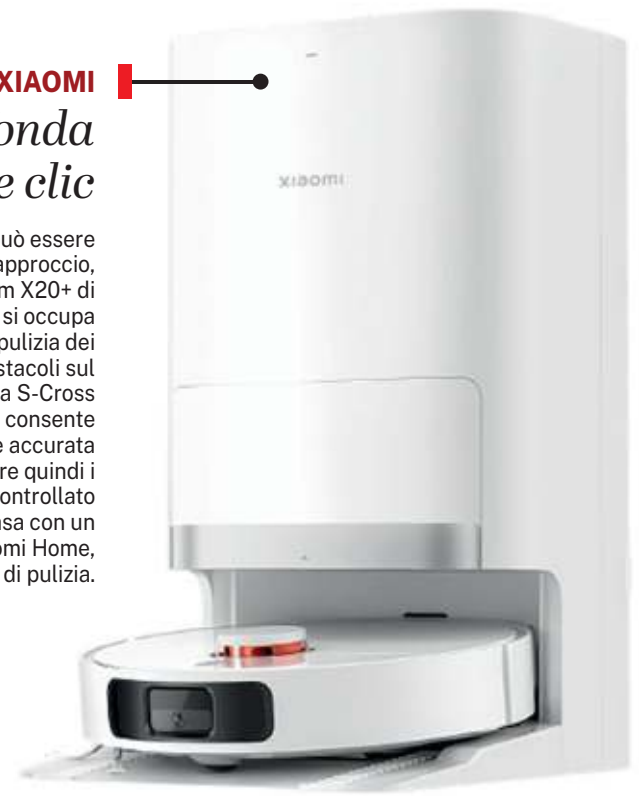 XIAOMI
onda
e clic
uò essere
approccio,
m X20+ di
si occupa
pulizia dei
stacoli sul
a S-Cross
consente
e accurata
re quindi i
ontrollato
asa con un
omi Home,
di pulizia.
xiaomi